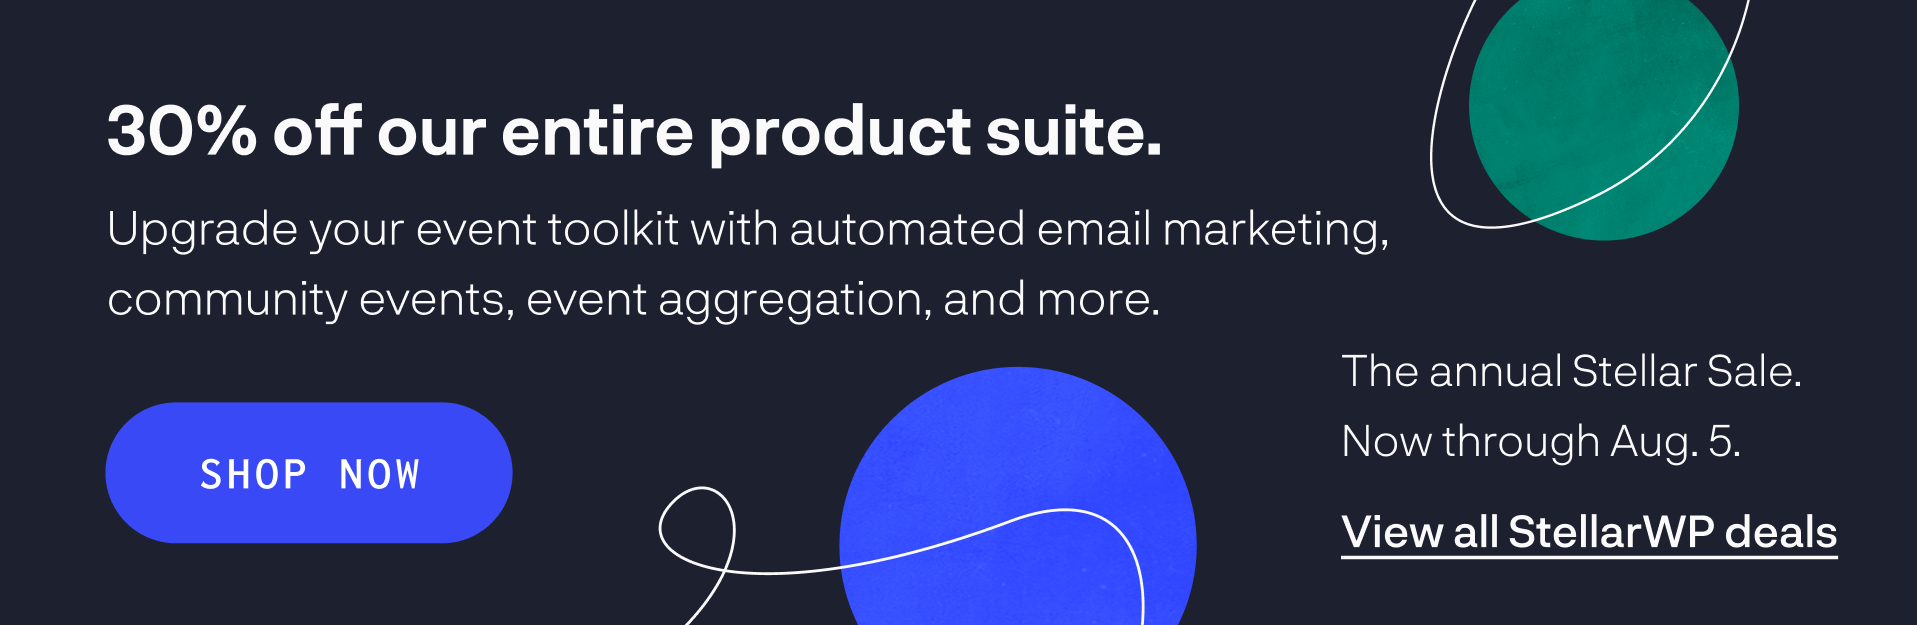 30% off our entire product suite.
Upgrade your event toolkit with automated email marketing,
community events, event aggregation, and more.
SHOP NOW
The annual Stellar Sale.
Now through Aug. 5.
View all StellarWP deals